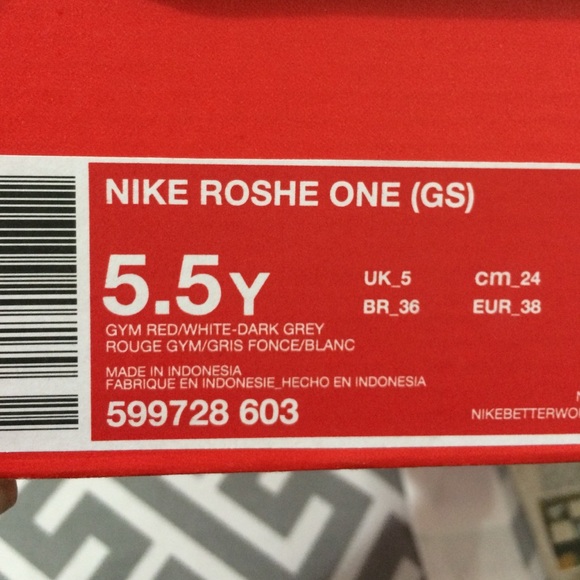 NIKE ROSHE ONE (GS)
5.5Y
UK_5 cm_24
BR_36 EUR_38
GYM RED/WHITE-DARK GREY
ROUGE GYM/GRIS FONCE/BLANC
MADE IN INDONESIA
FABRIQUE EN INDONESIE_HECHO EN INDONESIA
599728 603